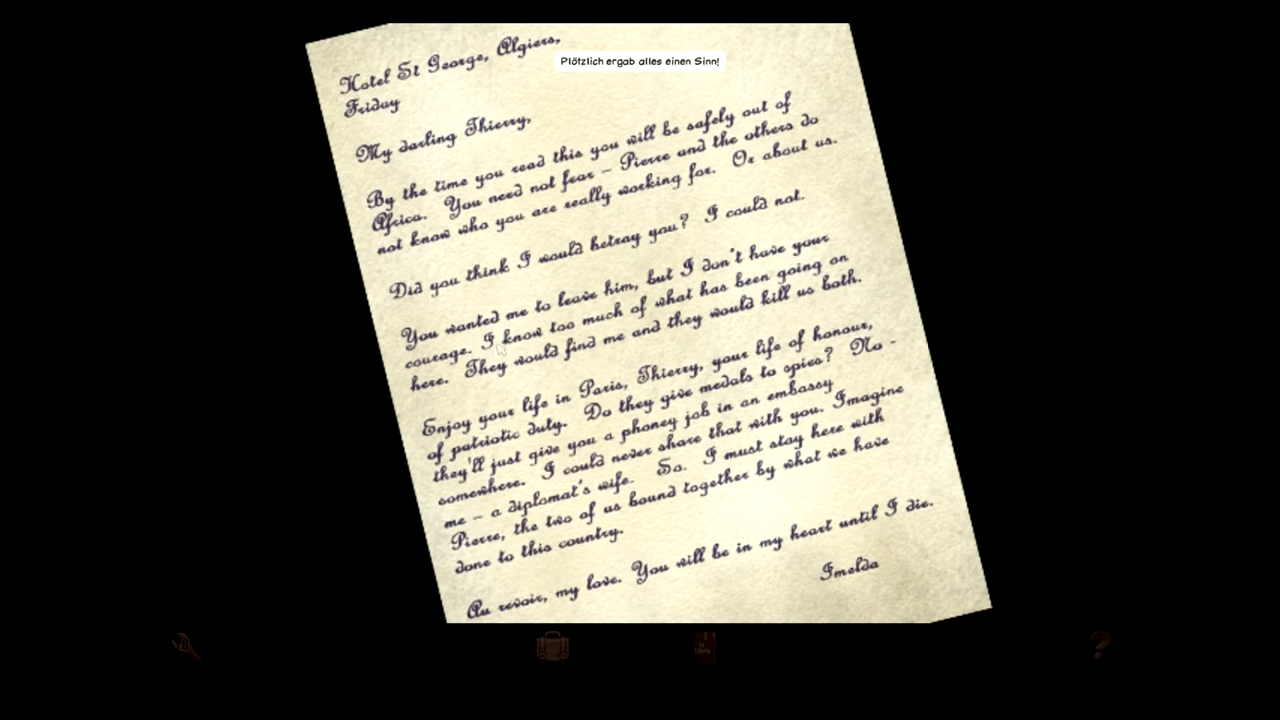 Hotel St George, Algiers,
Plötzlich ergab alles einen Sinn!
Friday
My darling Thierry,
By the time you read this you will be safely out of
Africa. You need not fear – Pierre and the others do
not know who you are really working for. Or about us.
Did you think I would betray you? I could not.
You wanted me to leave him, but I don't have your
courage. I know too much of what has been going on
here. They would find me and they would kill us both.
Enjoy your life in Paris, Thierry, your life of honour,
of patriotic duty. Do they give medals to spies? No -
they'll just give you a phoney job in an embassy
somewhere. I could never share that with you. Imagine
me – a diplomat's wife. So. I must stay here with
Pierre, the two of us bound together by what we have
done to this country.
Au revoir, my love. You will be in my heart until I die.
Imelda